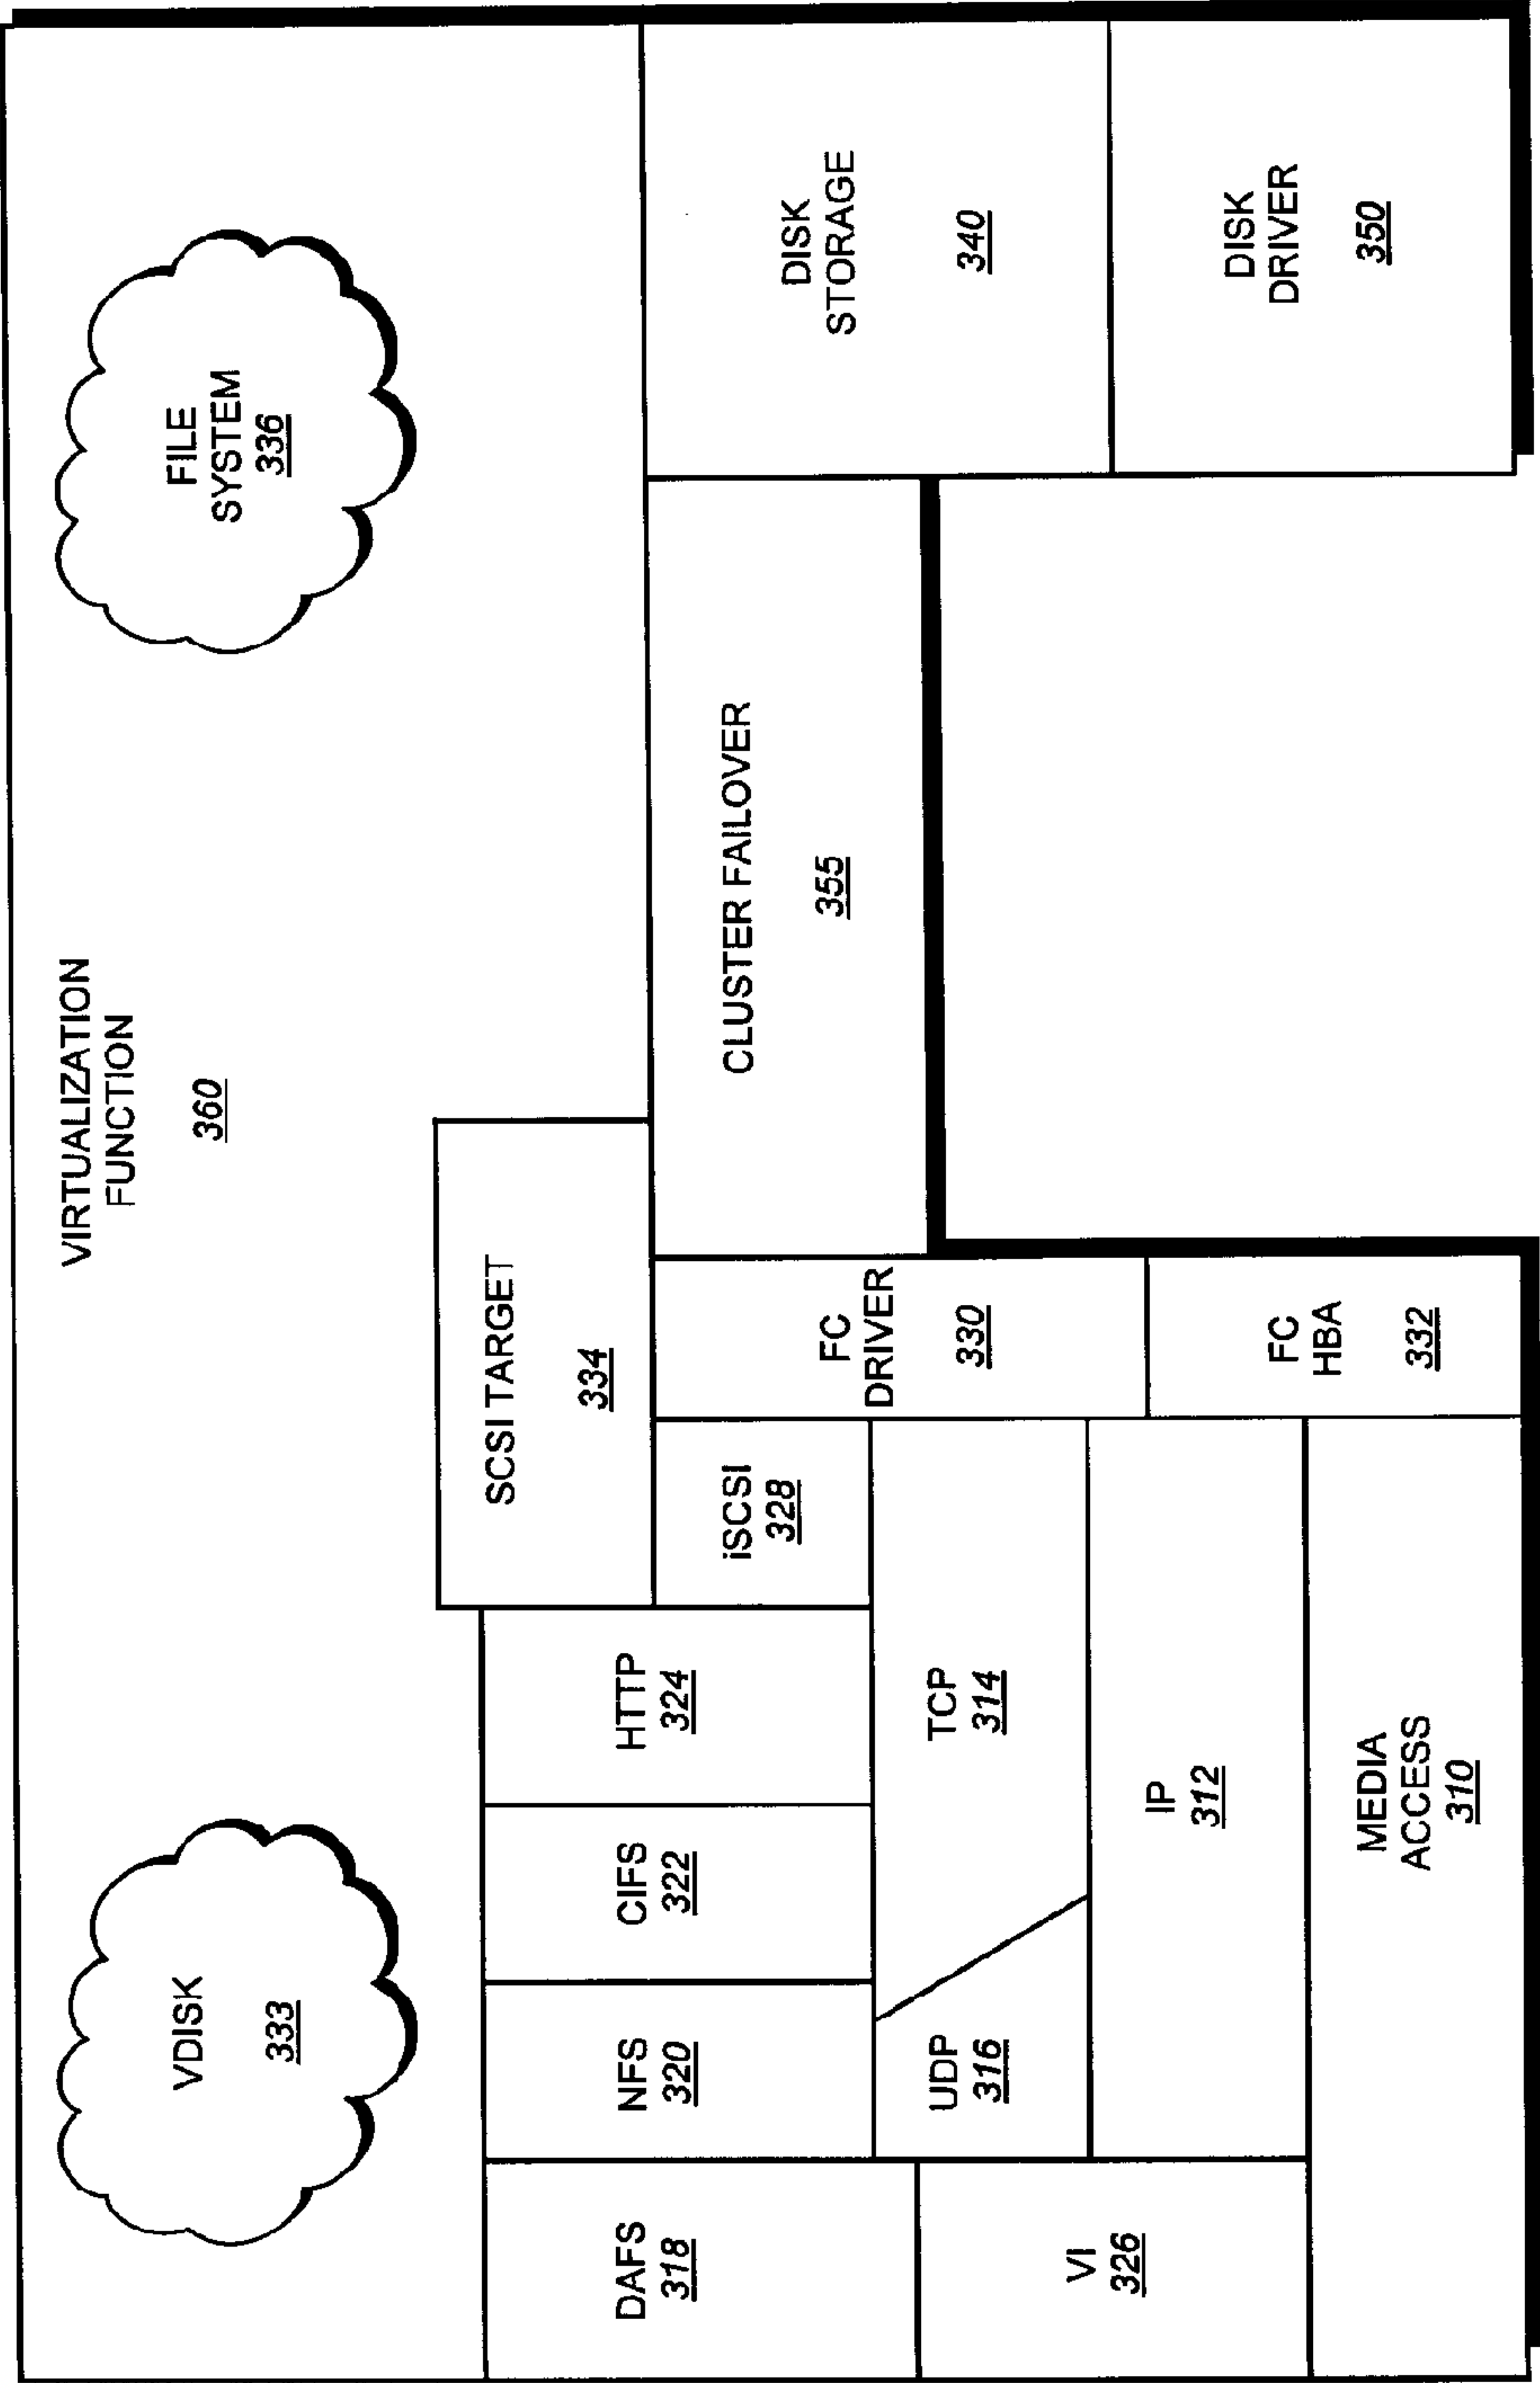 VIRTUALIZATION
FUNCTION
360
VDISK
333
FILE
SYSTEM
336
SCSI TARGET
334
DAFS
318
NFS
320
CIFS
322
HTTP
324
iSCSI
328
CLUSTER FAILOVER
355
DISK
STORAGE
340
FC
DRIVER
330
UDP
316
TCP
314
VI
326
IP
312
FC
HBA
332
DISK
DRIVER
350
MEDIA
ACCESS
310